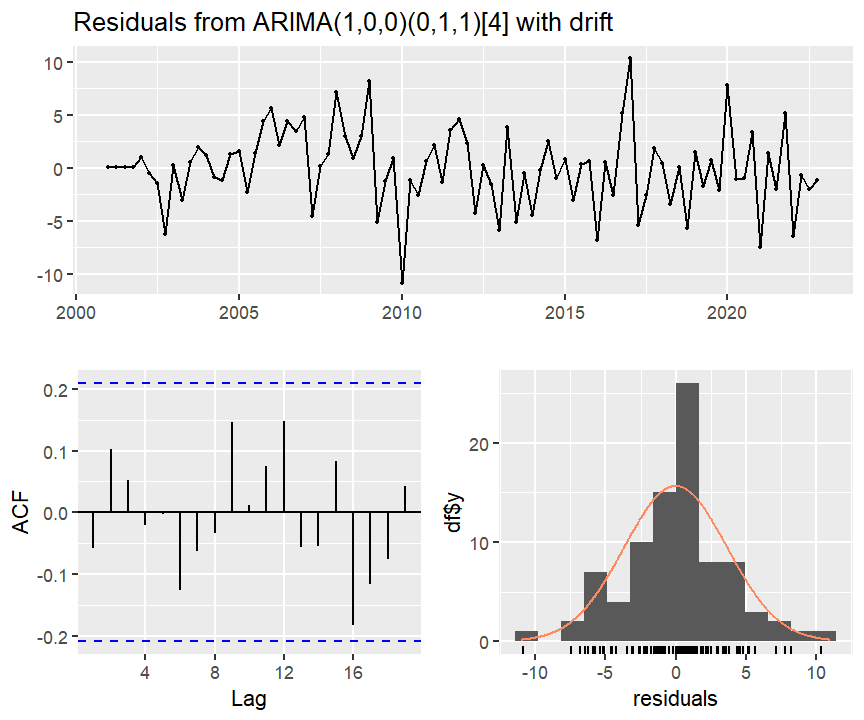 Residuals from ARIMA(1,0,0)(0,1,1)[4] with drift
10
5
0
-5
-10
2000 2005 2010 2015 2020
ACF
0.2
0.1
0.0
-0.1
-0.2
4 8 12 16
Lag
df$y
20
10
0
-10 -5 0 5 10
residuals